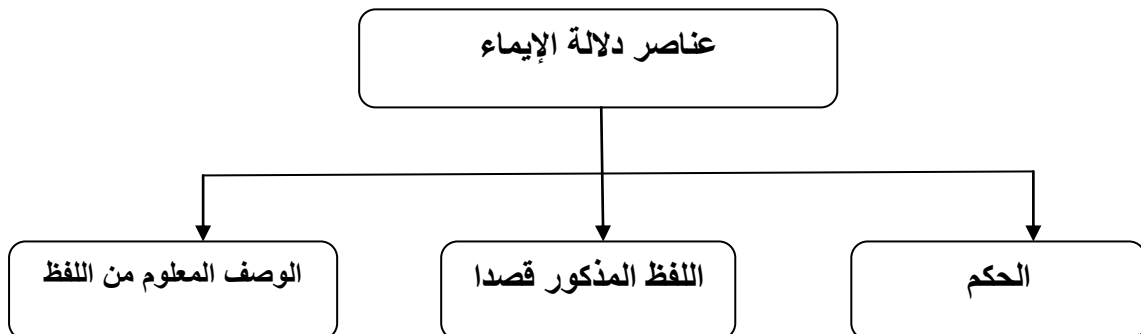 عناصر دلالة الإيماء
الحكم
اللفظ المذكور قصدا
الوصف المعلوم من اللفظ